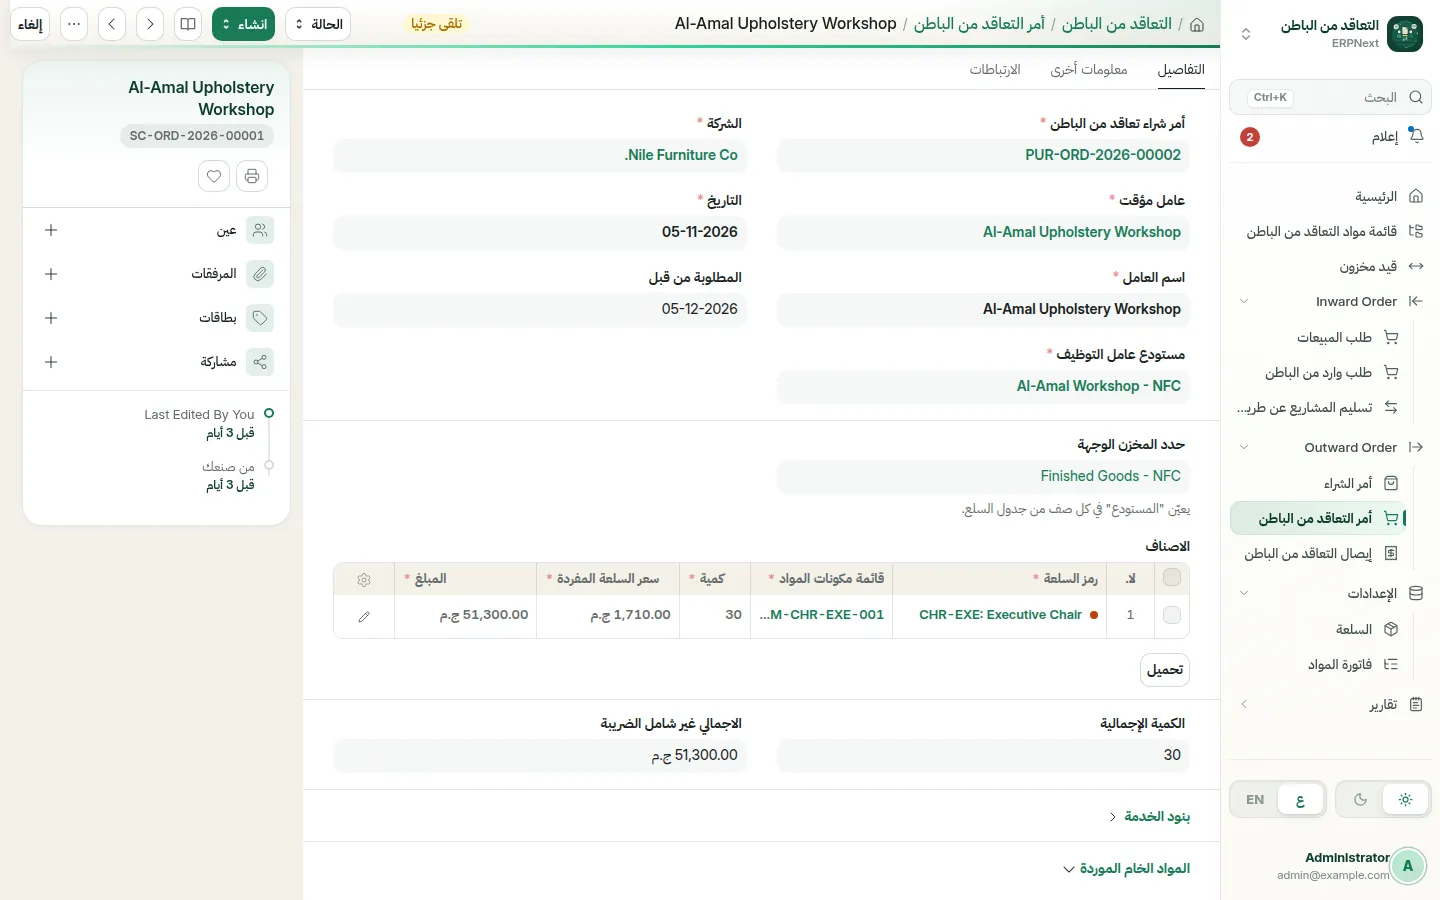 التعاقد من الباطن
ERPNext
البحث
Ctrl+K
إعلام
2
الرئيسية
قائمة مواد التعاقد من الباطن
قيد مخزون
Inward Order
طلب المبيعات
طلب وارد من الباطن
تسليم المشاريع عن طريـ...
Outward Order
أمر الشراء
أمر التعاقد من الباطن
إيصال التعاقد من الباطن
الإعدادات
السلعة
فاتورة المواد
تقارير
EN
ع
Administrator
admin@example.com
A
التعاقد من الباطن / أمر التعاقد من الباطن / Al-Amal Upholstery Workshop
تلقى جزئيا
الحالة
انشاء
إلغاء
التفاصيل
معلومات أخرى
الارتباطات
أمر شراء تعاقد من الباطن *
PUR-ORD-2026-00002
الشركة *
Nile Furniture Co.
عامل مؤقت *
Al-Amal Upholstery Workshop
التاريخ *
05-11-2026
اسم العامل *
Al-Amal Upholstery Workshop
المطلوبة من قبل
05-12-2026
مستودع عامل التوظيف *
Al-Amal Workshop - NFC
حدد المخزن الوجهة
Finished Goods - NFC
يعيّن "المستودع" في كل صف من جدول السلع.
الاصناف
لا.
رمز السلعة *
قائمة مكونات المواد *
كمية *
سعر السلعة المفردة *
المبلغ *
1
CHR-EXE: Executive Chair
...M-CHR-EXE-001
30
1,710.00 ج.م
51,300.00 ج.م
تحميل
الكمية الإجمالية
30
الاجمالي غير شامل الضريبة
51,300.00 ج.م
بنود الخدمة
المواد الخام الموردة
Al-Amal Upholstery
Workshop
SC-ORD-2026-00001
عين
المرفقات
بطاقات
مشاركة
Last Edited By You
قبل 3 أيام
من صنعك
قبل 3 أيام